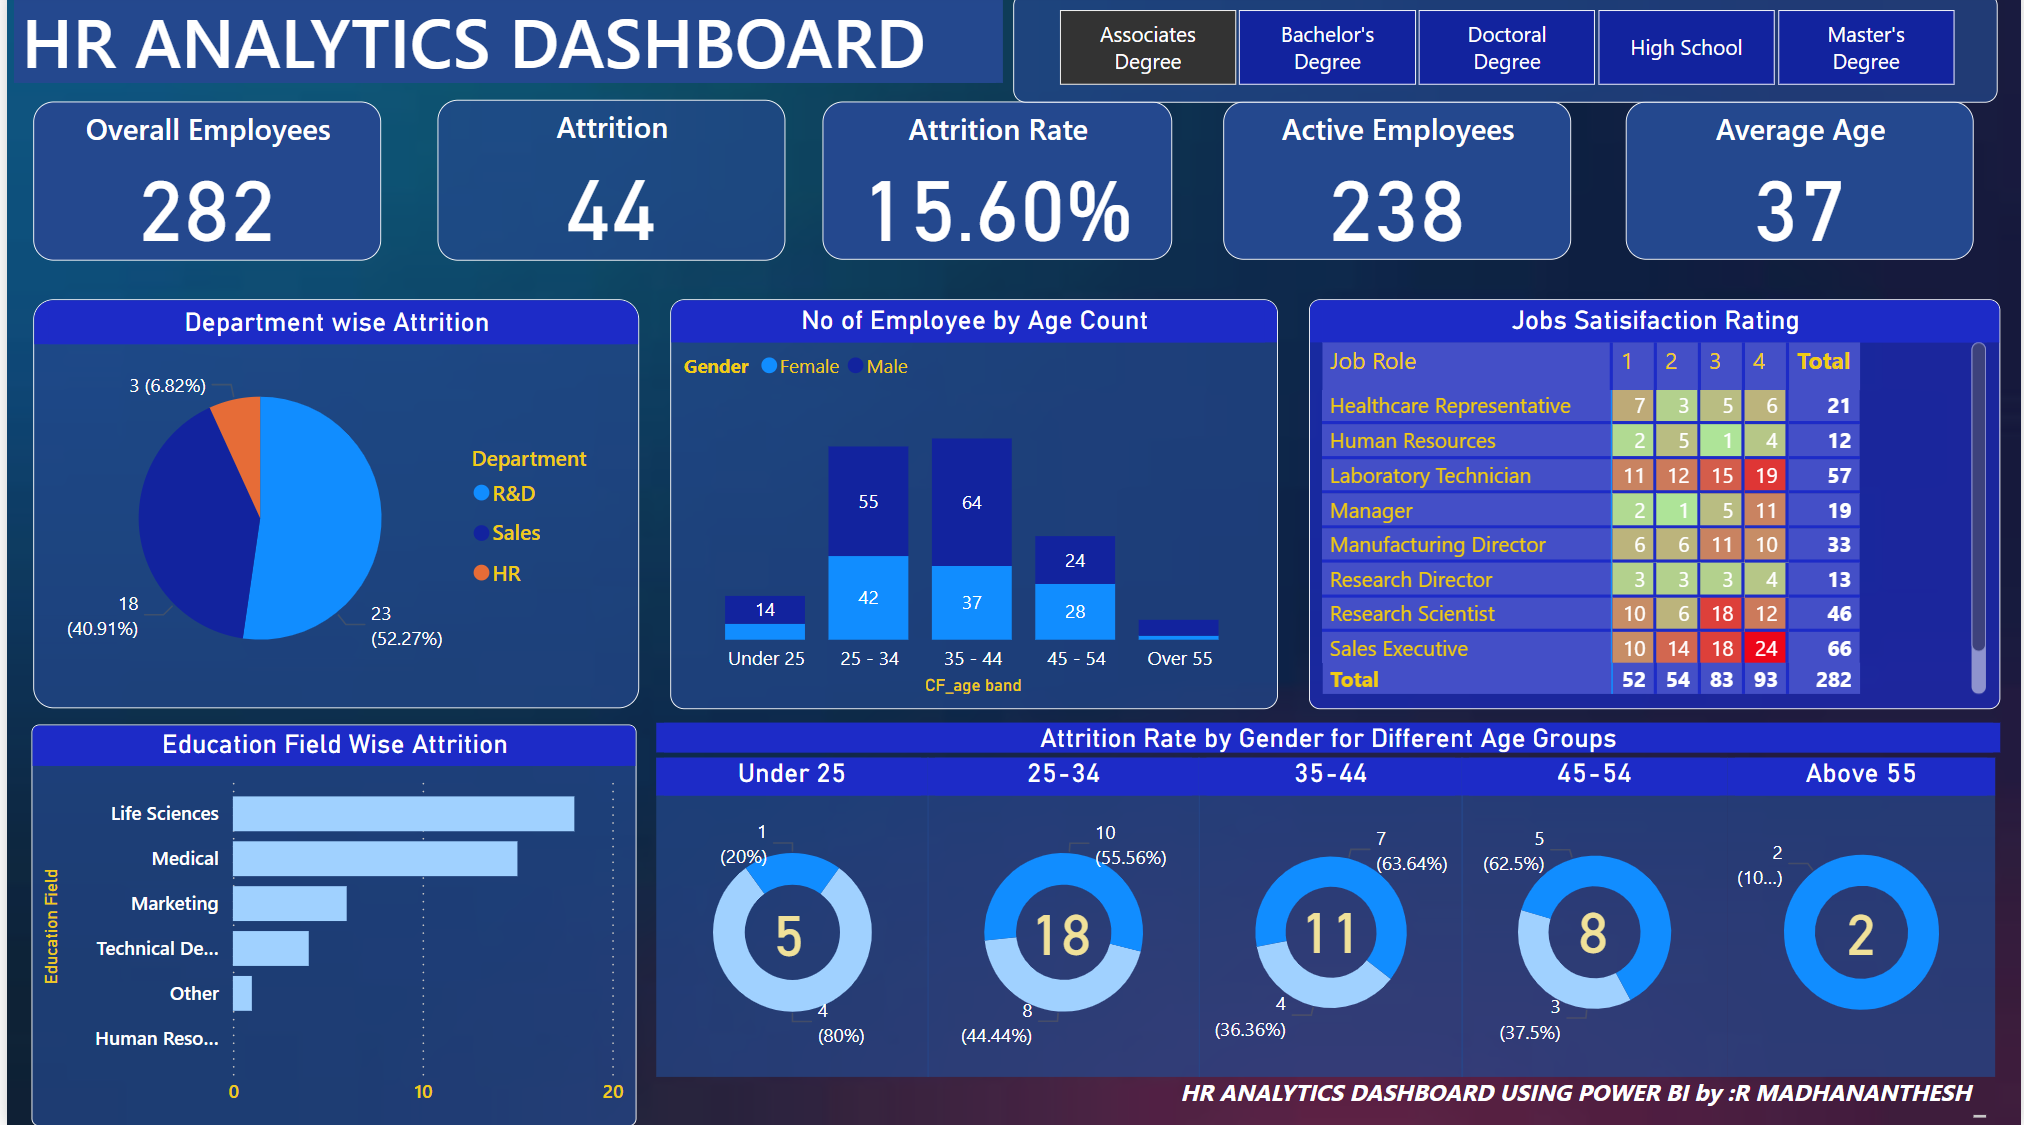 HR ANALYTICS DASHBOARD
Associates
Degree
Bachelor's
Degree
Doctoral
Degree
High School
Master's
Degree
Overall Employees
282
Attrition
44
Attrition Rate
15.60%
Active Employees
238
Average Age
37
Department wise Attrition
3 (6.82%)
18
(40.91%)
23
(52.27%)
Department
R&D
Sales
HR
No of Employee by Age Count
Gender Female Male
14
55
42
64
37
24
28
Under 25 25 - 34 35 - 44 45 - 54 Over 55
CF_age band
Jobs Satisifaction Rating
Job Role 1 2 3 4 Total
Healthcare Representative 7 3 5 6 21
Human Resources 2 5 1 4 12
Laboratory Technician 11 12 15 19 57
Manager 2 1 5 11 19
Manufacturing Director 6 6 11 10 33
Research Director 3 3 3 4 13
Research Scientist 10 6 18 12 46
Sales Executive 10 14 18 24 66
Total 52 54 83 93 282
Education Field Wise Attrition
Education Field
Life Sciences
Medical
Marketing
Technical De...
Other
Human Reso...
0 10 20
Attrition Rate by Gender for Different Age Groups
Under 25
1
(20%)
5
4
(80%)
25-34
10
(55.56%)
18
8
(44.44%)
35-44
7
(63.64%)
11
4
(36.36%)
45-54
5
(62.5%)
8
3
(37.5%)
Above 55
2
(10...)
2
HR ANALYTICS DASHBOARD USING POWER BI by :R MADHANANTHESH